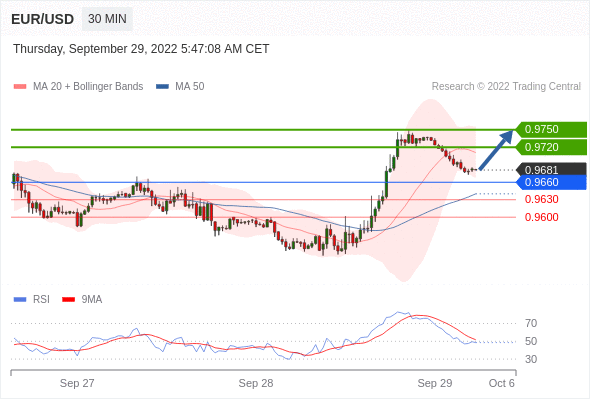 EUR/USD 30 MIN
Thursday, September 29, 2022 5:47:08 AM CET
MA 20 + Bollinger Bands MA 50 Research © 2022 Trading Central
0.9750
0.9720
0.9681
0.9660
0.9630
0.9600
RSI 9MA
70
50
30
Sep 27 Sep 28 Sep 29 Oct 6